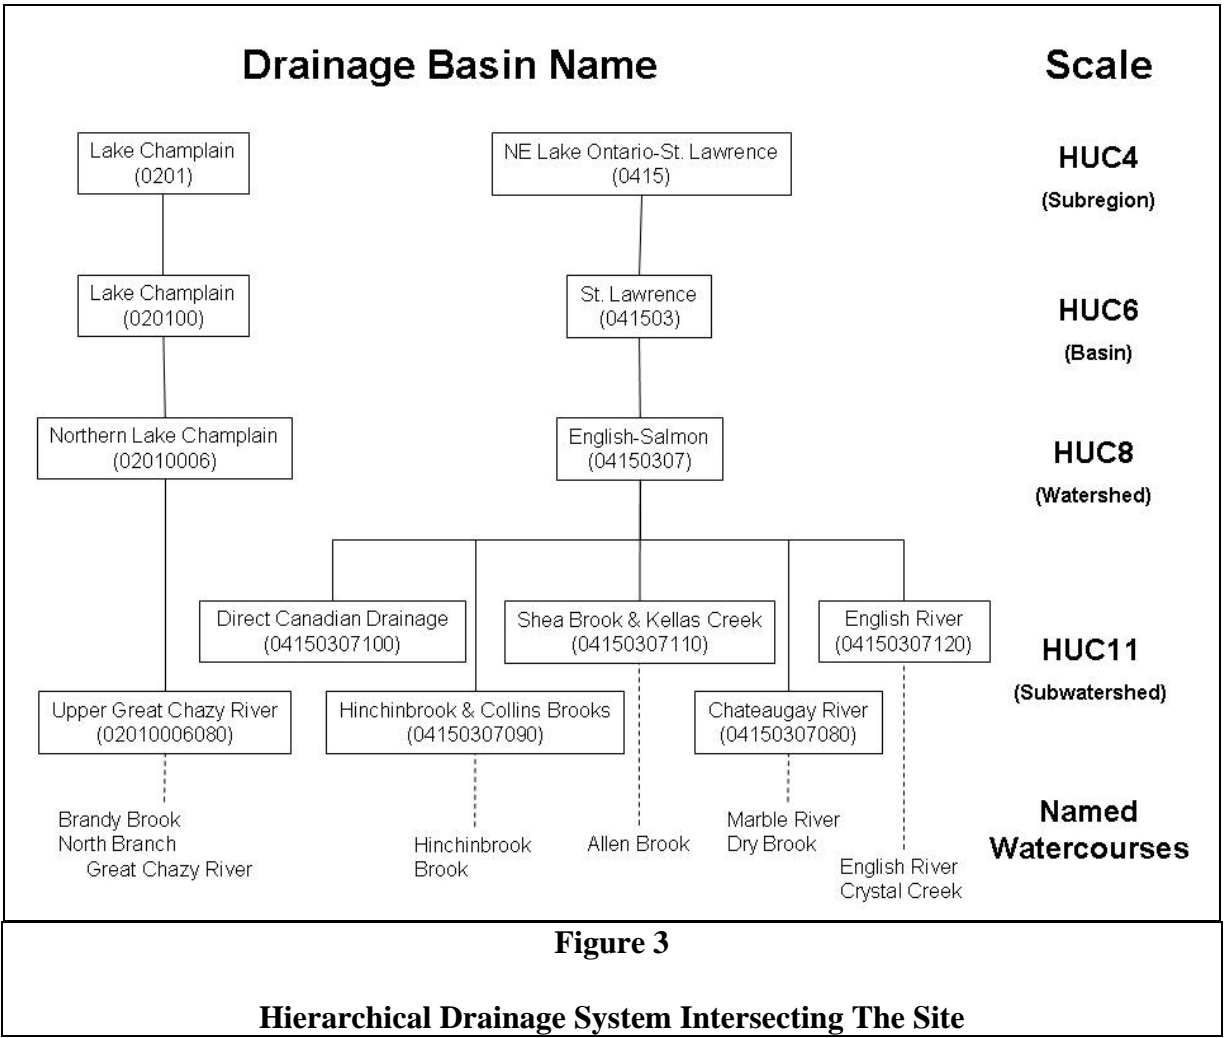 Drainage Basin Name
Scale
Lake Champlain
(0201)
NE Lake Ontario-St. Lawrence
(0415)
HUC4
(Subregion)
Lake Champlain
(020100)
St. Lawrence
(041503)
HUC6
(Basin)
Northern Lake Champlain
(02010006)
English-Salmon
(04150307)
HUC8
(Watershed)
Direct Canadian Drainage
(04150307100)
Shea Brook & Kellas Creek
(04150307110)
English River
(04150307120)
HUC11
(Subwatershed)
Upper Great Chazy River
(02010006080)
Hinchinbrook & Collins Brooks
(04150307090)
Chateaugay River
(04150307080)
Brandy Brook
North Branch
Great Chazy River
Hinchinbrook
Brook
Allen Brook
Marble River
Dry Brook
English River
Crystal Creek
Named
Watercourses
Figure 3
Hierarchical Drainage System Intersecting The Site